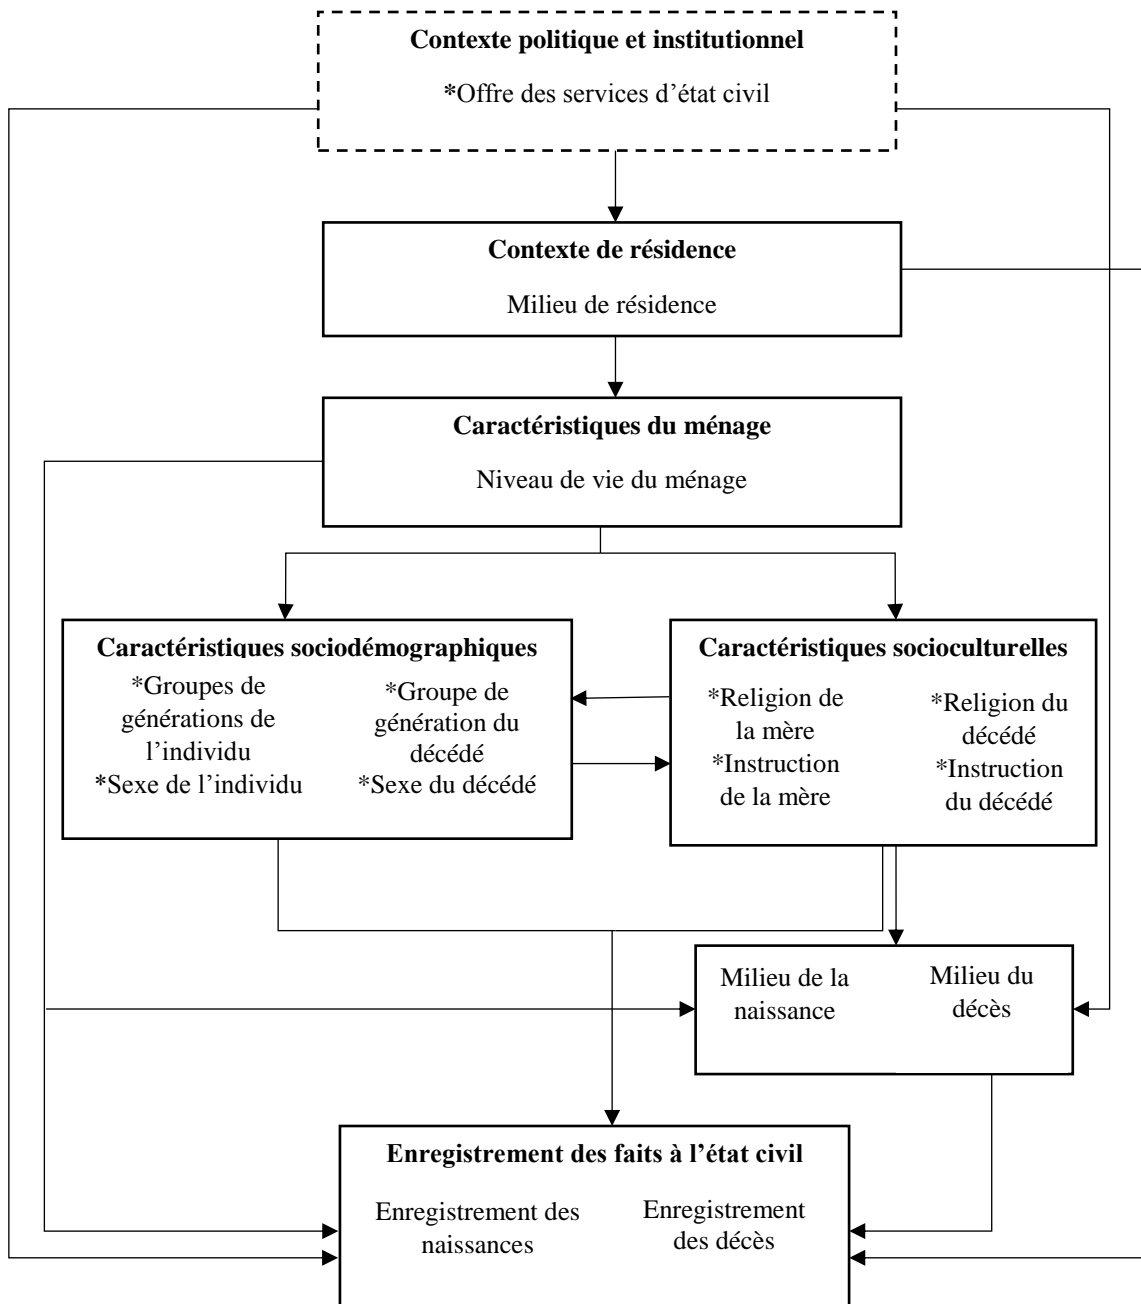 Contexte politique et institutionnel
*Offre des services d’état civil
Contexte de résidence
Milieu de résidence
Caractéristiques du ménage
Niveau de vie du ménage
Caractéristiques sociodémographiques
*Groupes de
générations de
l’individu
*Sexe de l’individu
*Groupe de
génération du
décédé
*Sexe du décédé
Caractéristiques socioculturelles
*Religion de
la mère
*Instruction
de la mère
*Religion du
décédé
*Instruction
du décédé
Milieu de la
naissance
Milieu du
décès
Enregistrement des faits à l’état civil
Enregistrement des
naissances
Enregistrement
des décès